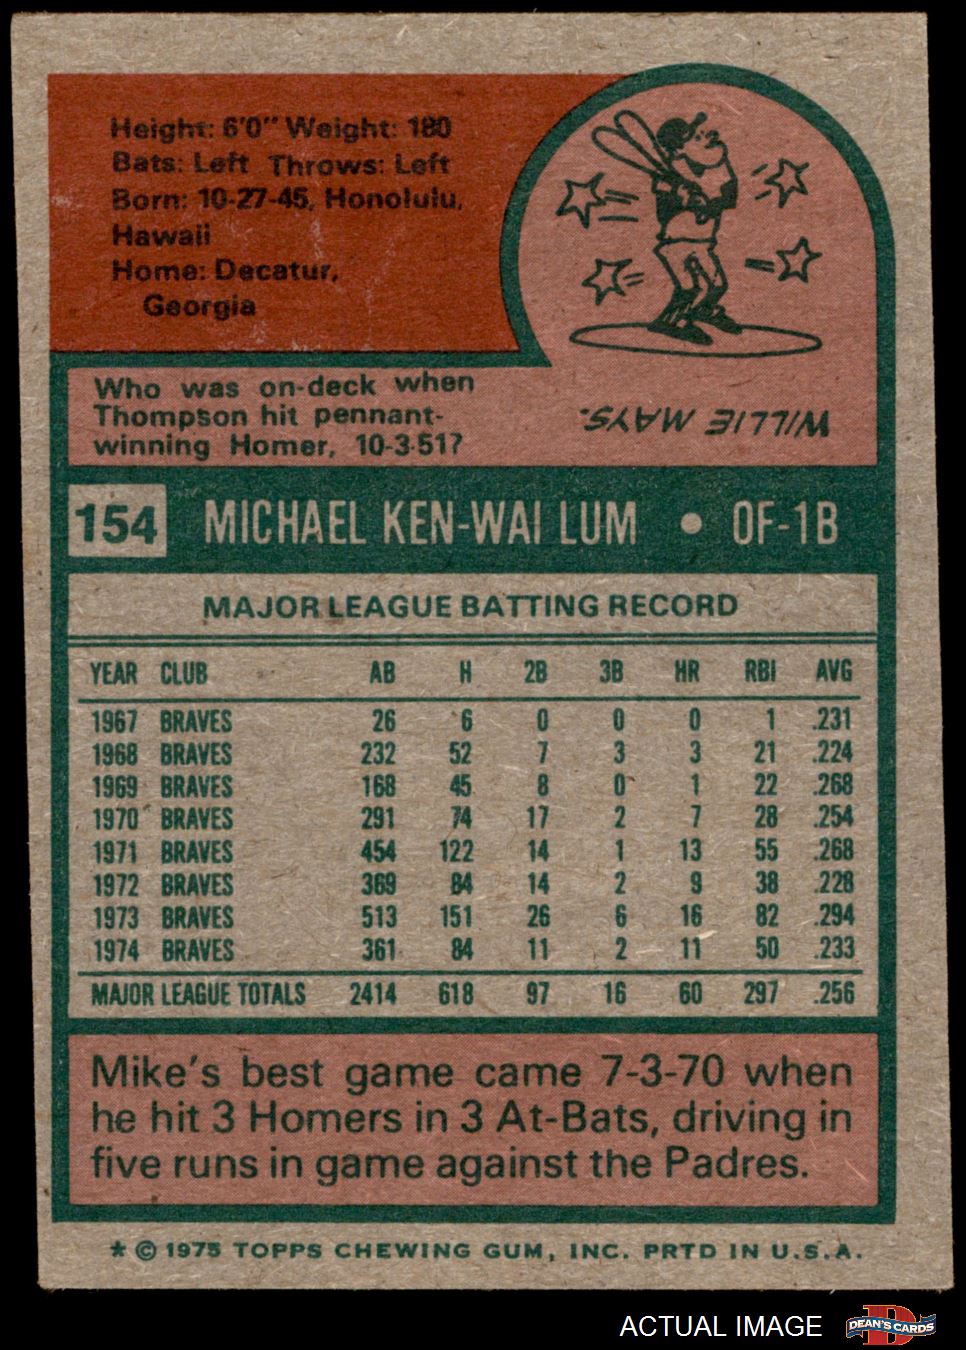 Height: 6'0" Weight: 180
Bats: Left Throws: Left
Born: 10-27-45, Honolulu,
Hawaii
Home: Decatur,
Georgia
Who was on-deck when
Thompson hit pennant-
winning Homer, 10-3-51?
WILLIE MAYS.
154 MICHAEL KEN-WAI LUM • OF-1B
MAJOR LEAGUE BATTING RECORD
YEAR CLUB AB H 2B 3B HR RBI AVG
1967 BRAVES 26 6 0 0 0 1 .231
1968 BRAVES 232 52 7 3 3 21 .224
1969 BRAVES 168 45 8 0 1 22 .268
1970 BRAVES 291 74 17 2 7 28 .254
1971 BRAVES 454 122 14 1 13 55 .268
1972 BRAVES 369 84 14 2 9 38 .228
1973 BRAVES 513 151 26 6 16 82 .294
1974 BRAVES 361 84 11 2 11 50 .233
MAJOR LEAGUE TOTALS 2414 618 97 16 60 297 .256
Mike's best game came 7-3-70 when
he hit 3 Homers in 3 At-Bats, driving in
five runs in game against the Padres.
* © 1975 TOPPS CHEWING GUM, INC. PRTD IN U.S.A.
ACTUAL IMAGE
D
DEAN'S CARDS